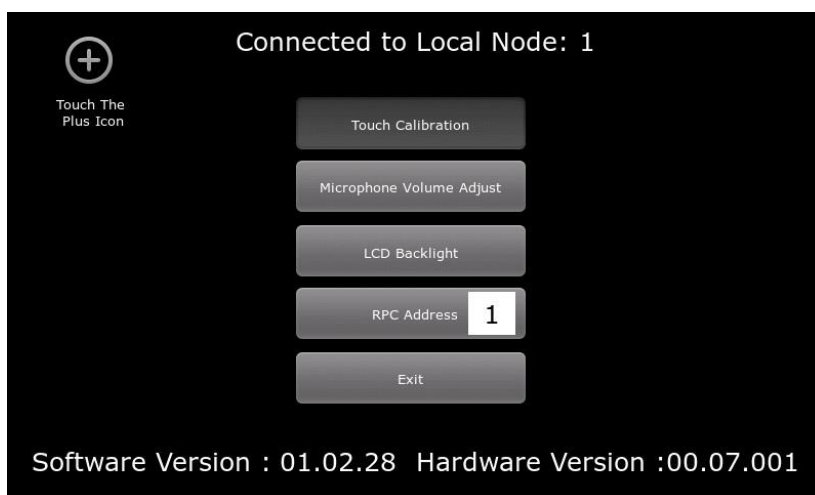 Connected to Local Node: 1
Touch The
Plus Icon
Touch Calibration
Microphone Volume Adjust
LCD Backlight
RPC Address 1
Exit
Software Version : 01.02.28 Hardware Version :00.07.001